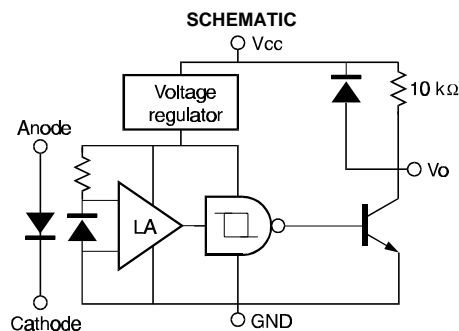 SCHEMATIC
Vcc
Voltage
regulator
10 kΩ
Anode
Vo
LA
Cathode
GND